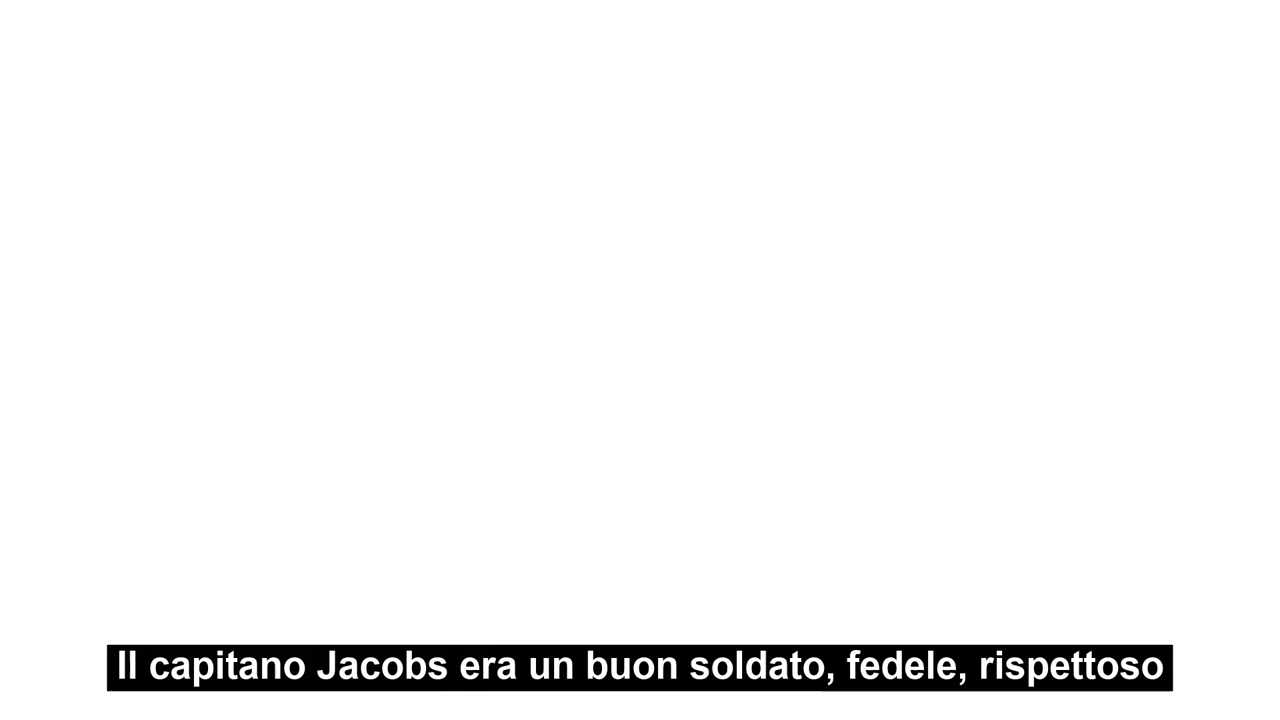 Il capitano Jacobs era un buon soldato, fedele, rispettoso